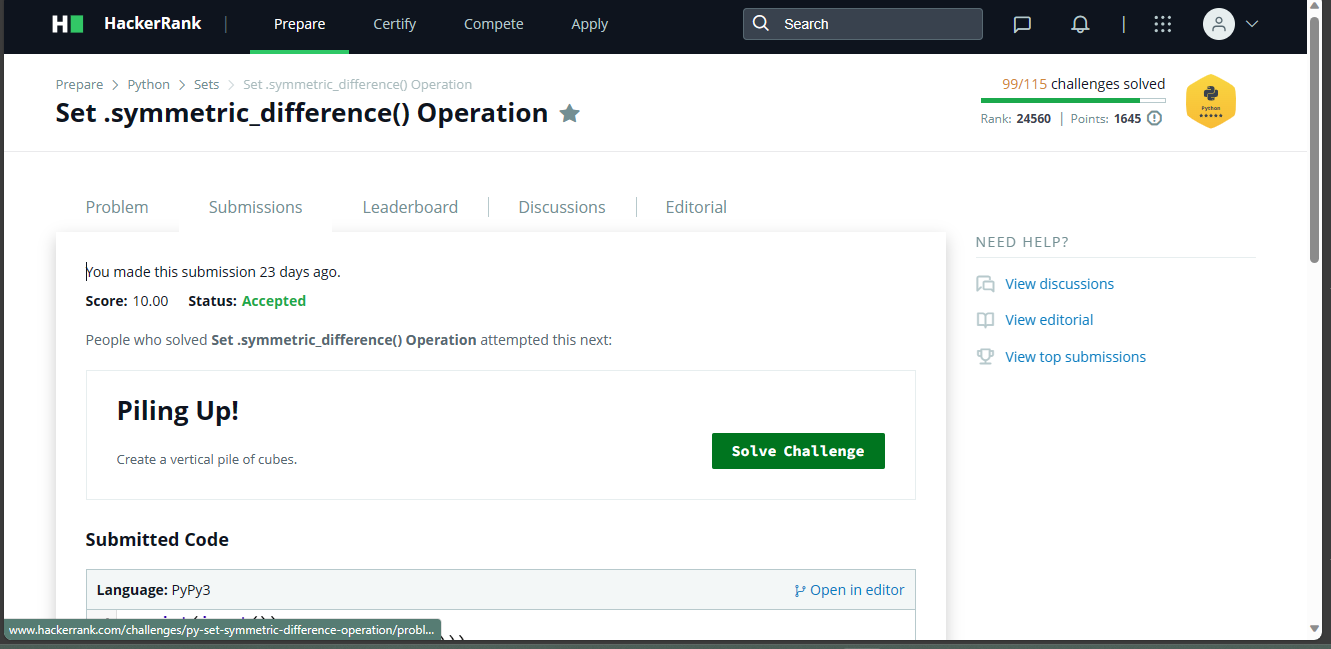 HackerRank | Prepare Certify Compete Apply Search |
Prepare > Python > Sets > Set .symmetric_difference() Operation
Set .symmetric_difference() Operation
99/115 challenges solved
Rank: 24560 | Points: 1645
Python
Problem Submissions Leaderboard Discussions Editorial
You made this submission 23 days ago.
Score: 10.00 Status: Accepted
People who solved Set .symmetric_difference() Operation attempted this next:
Piling Up!
Create a vertical pile of cubes.
Solve Challenge
Submitted Code
Language: PyPy3
Open in editor
NEED HELP?
View discussions
View editorial
View top submissions
www.hackerrank.com/challenges/py-set-symmetric-difference-operation/probl...